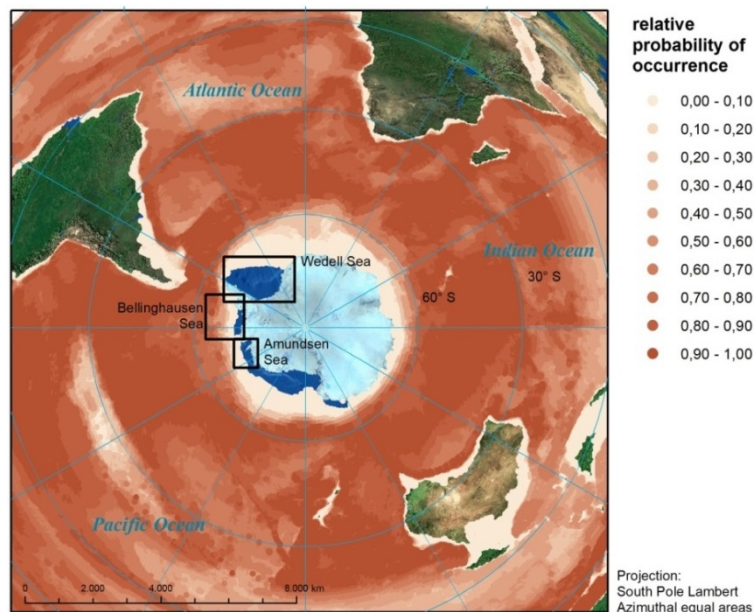 Atlantic Ocean
Indian Ocean
30° S
60° S
Wedell Sea
Bellinghausen
Sea
Amundsen
Sea
Pacific Ocean
0 2.000 4.000 8.000 km
relative
probability of
occurrence
0,00 - 0,10
0,10 - 0,20
0,20 - 0,30
0,30 - 0,40
0,40 - 0,50
0,50 - 0,60
0,60 - 0,70
0,70 - 0,80
0,80 - 0,90
0,90 - 1,00
Projection:
South Pole Lambert
Azimuthal equal areas